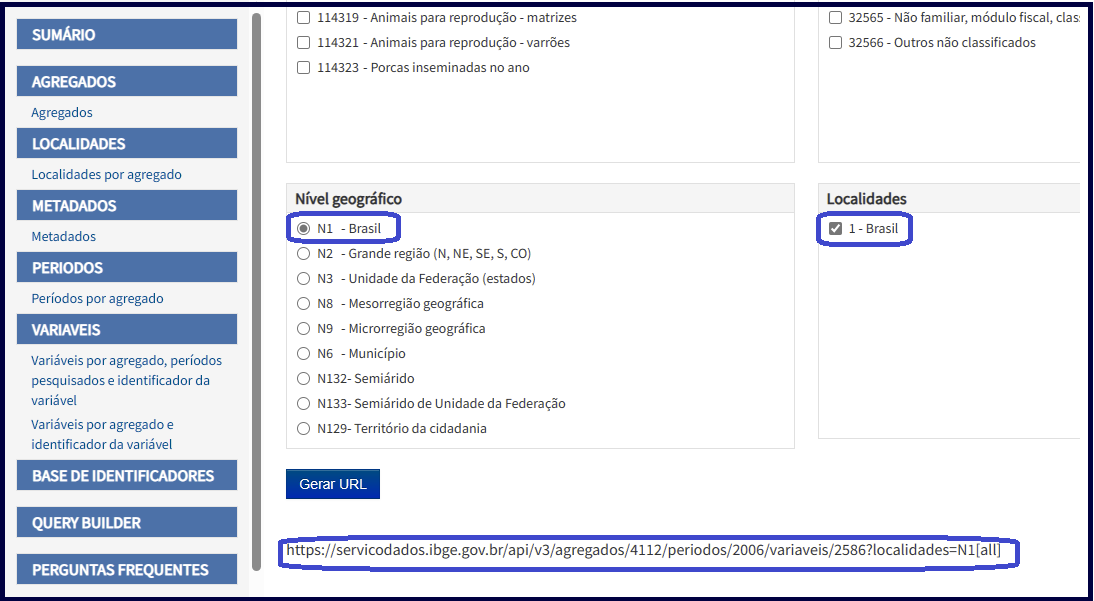 SUMÁRIO
AGREGADOS
Agregados
LOCALIDADES
Localidades por agregado
METADADOS
Metadados
PERIODOS
Períodos por agregado
VARIAVEIS
Variáveis por agregado, períodos
pesquisados e identificador da
variável
Variáveis por agregado e
identificador da variável
BASE DE IDENTIFICADORES
QUERY BUILDER
PERGUNTAS FREQUENTES
114319 - Animais para reprodução - matrizes
114321 - Animais para reprodução - varrões
114323 - Porcas inseminadas no ano
32565 - Não familiar, módulo fiscal, clas
32566 - Outros não classificados
Nível geográfico
N1 - Brasil
N2 - Grande região (N, NE, SE, S, CO)
N3 - Unidade da Federação (estados)
N8 - Mesorregião geográfica
N9 - Microrregião geográfica
N6 - Município
N132- Semiárido
N133- Semiárido de Unidade da Federação
N129- Território da cidadania
Localidades
1 - Brasil
Gerar URL
https://servicodados.ibge.gov.br/api/v3/agregados/4112/periodos/2006/variaveis/2586?localidades=N1[all]